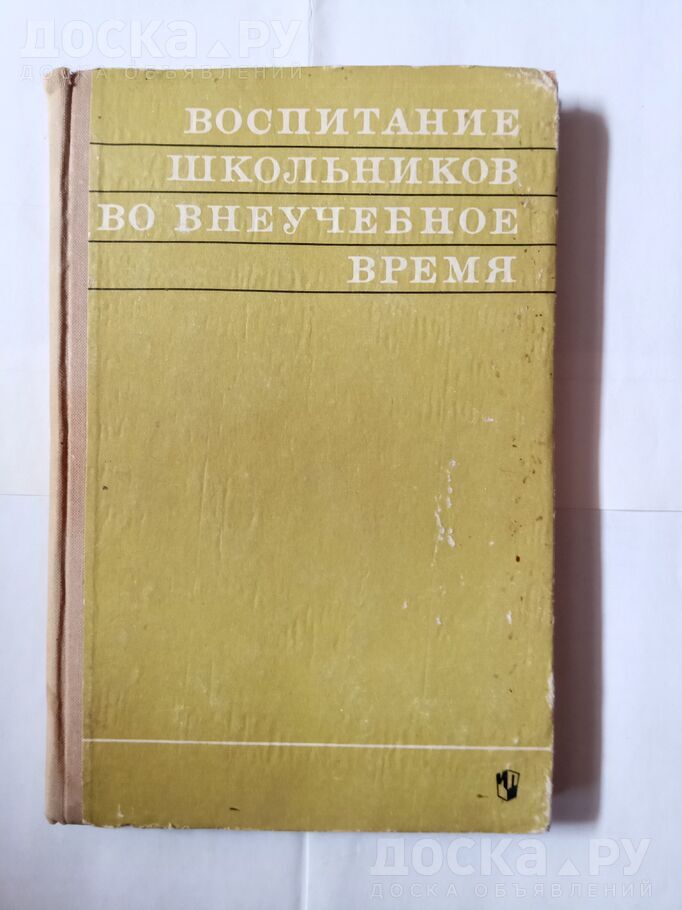 ДОСКА.РУ
ДОСКА ОБЪЯВЛЕНИЙ
ВОСПИТАНИЕ
ШКОЛЬНИКОВ
ВО ВНЕУЧЕБНОЕ
ВРЕМЯ
ДОСКА.РУ
ДОСКА ОБЪЯВЛЕНИЙ